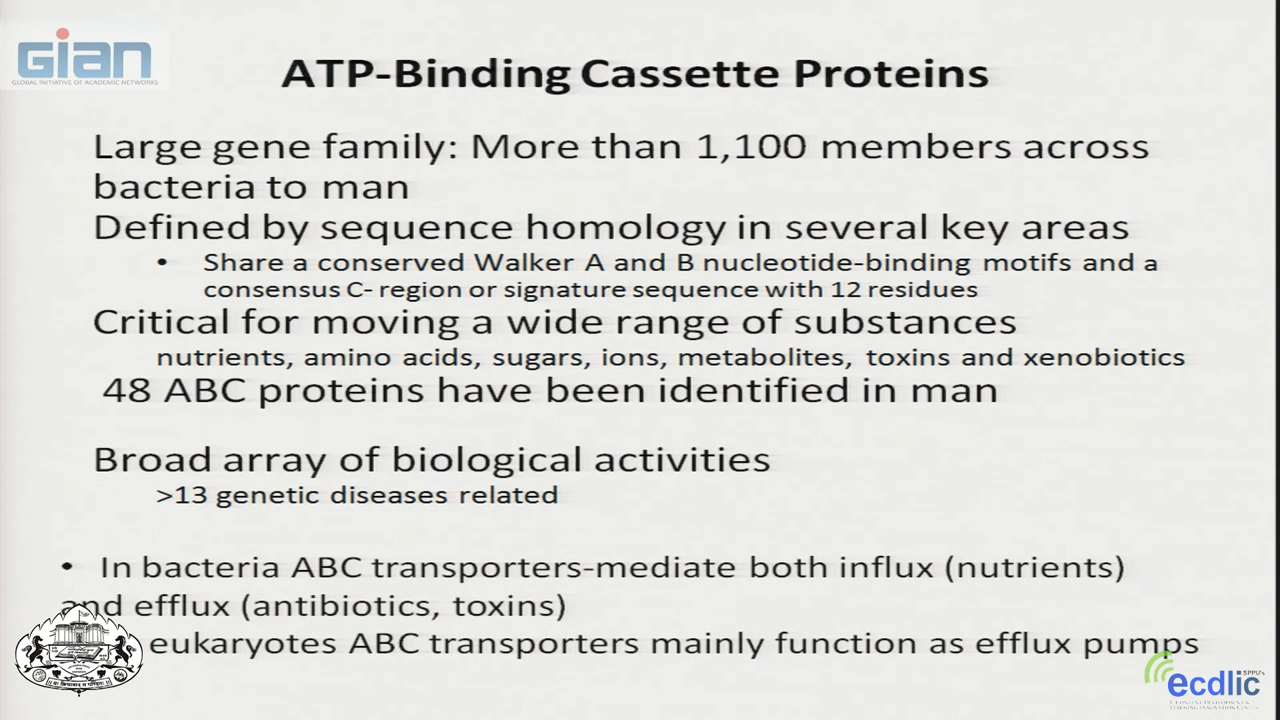 GIAN
GLOBAL INITIATIVE OF ACADEMIC NETWORKS
ATP-Binding Cassette Proteins
Large gene family: More than 1,100 members across
bacteria to man
Defined by sequence homology in several key areas
• Share a conserved Walker A and B nucleotide-binding motifs and a
consensus C- region or signature sequence with 12 residues
Critical for moving a wide range of substances
nutrients, amino acids, sugars, ions, metabolites, toxins and xenobiotics
48 ABC proteins have been identified in man
Broad array of biological activities
>13 genetic diseases related
• In bacteria ABC transporters-mediate both influx (nutrients)
and efflux (antibiotics, toxins)
eukaryotes ABC transporters mainly function as efflux pumps
SPPU's
ecdlic